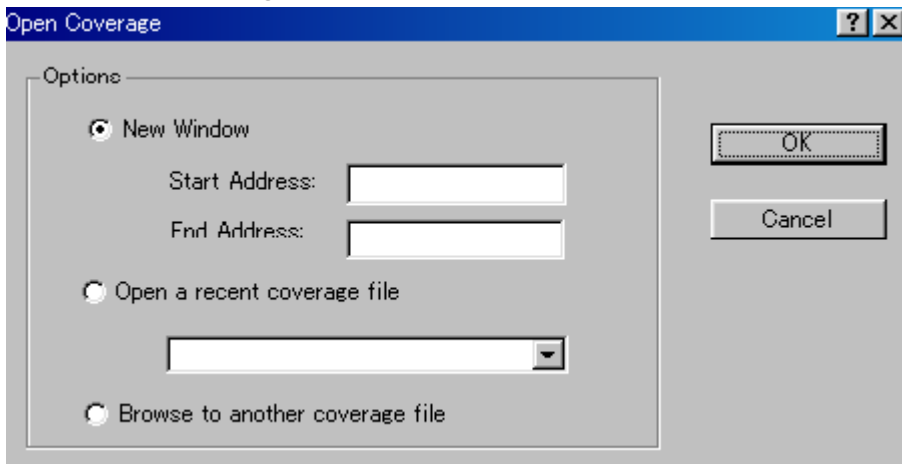 Open Coverage
Options
New Window
Start Address:
End Address:
Open a recent coverage file
Browse to another coverage file
OK
Cancel